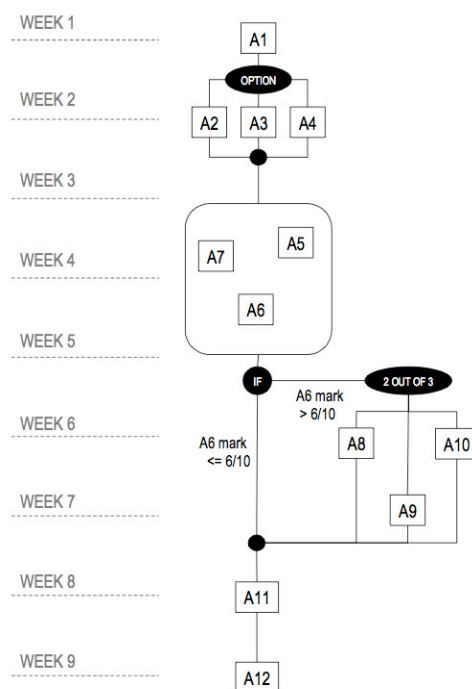 WEEK 1
A1
OPTION
WEEK 2
A2
A3
A4
WEEK 3
WEEK 4
A7
A5
A6
WEEK 5
IF
2 OUT OF 3
A6 mark
> 6/10
WEEK 6
A6 mark
<= 6/10
A8
A10
WEEK 7
A9
WEEK 8
A11
WEEK 9
A12